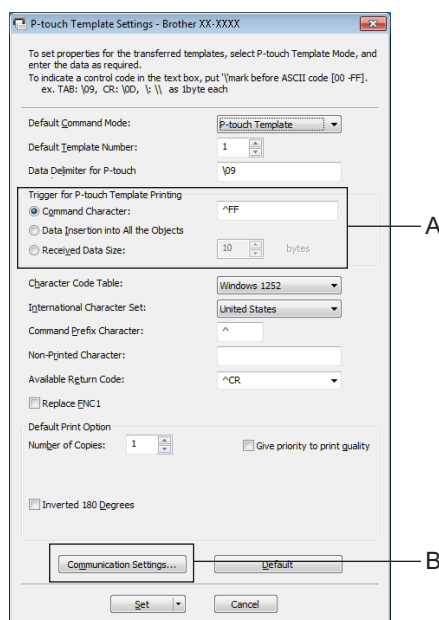 P-touch Template Settings - Brother XX-XXXX
To set properties for the transferred templates, select P-touch Template Mode, and
enter the data as required.
To indicate a control code in the text box, put '\'mark before ASCII code [00 -FF].
ex. TAB: \09, CR: \0D, \; \\ as 1byte
each
Default Command Mode: P-touch Template
Default Template Number: 1
Data Delimiter for P-touch \09
Trigger for P-touch Template Printing
Command Character: ^FF
A
Data Insertion into All the Objects
Received Data Size: 10 bytes
Character Code Table: Windows 1252
International Character Set: United States
Command Prefix Character: ^
Non-Printed Character:
Available Return Code: ^CR
Replace FNC1
Default Print Option
Number of Copies: 1 Give priority to print quality
Inverted 180 Degrees
Communication Settings... Default
B
Set Cancel